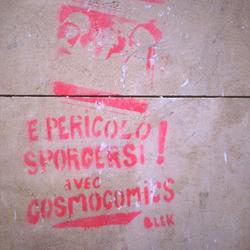 E PERICOLO
SPORGERSI !
AVEC
COSMOCOMICS
BLEK